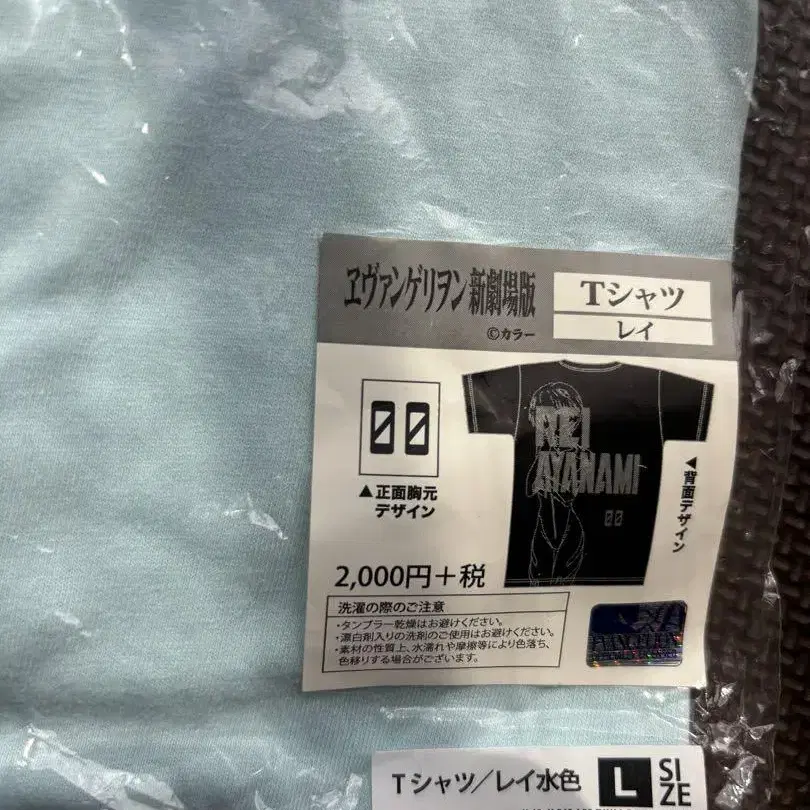 ヱヴァンゲリヲン新劇場版
©カラー
Tシャツ
レイ
00
▲正面胸元
デザイン
REI
AYANAMI
00
▲背面デザイン
2,000円+税
洗濯の際のご注意
・タンブラー乾燥はお避けください。
・漂白剤入りの洗剤のご使用はお避けください。
・素材の性質上、水濡れや摩擦等により色落ち、
色移りする場合がございます。
EVANGELION
Tシャツ/レイ水色
L
SI
ZE